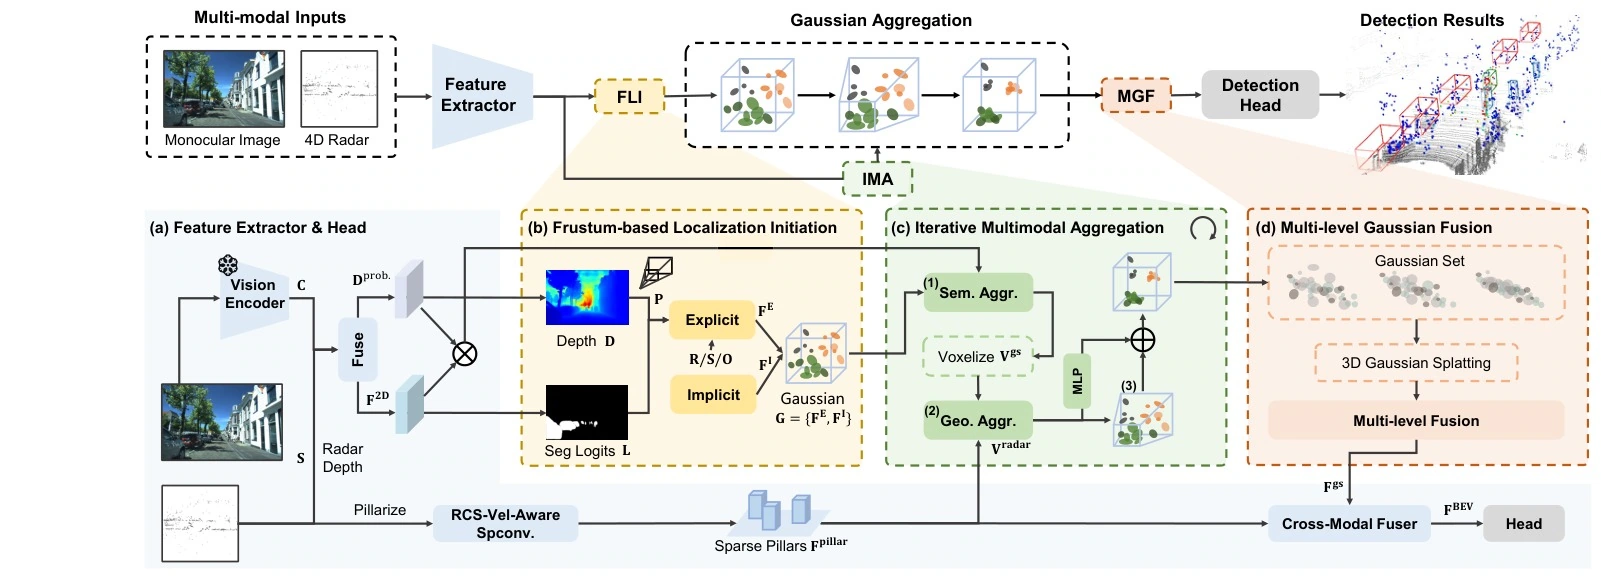 Multi-modal Inputs
Gaussian Aggregation
Detection Results
Monocular Image
4D Radar
Feature
Extractor
FLI
IMA
MGF
Detection
Head
(a) Feature Extractor & Head
Vision
Encoder
C
S
Radar
Depth
Fuse
D^prob.
F^2D
Pillarize
RCS-Vel-Aware
Spconv.
Sparse Pillars F^pillar
(b) Frustum-based Localization Initiation
Depth D
Seg Logits L
P
Explicit
R/S/O
Implicit
F^E
F^I
Gaussian
G = {F^E, F^I}
(c) Iterative Multimodal Aggregation
(1) Sem. Aggr.
Voxelize V^gs
(2) Geo. Aggr.
V^radar
MLP
(3)
(d) Multi-level Gaussian Fusion
Gaussian Set
3D Gaussian Splatting
Multi-level Fusion
F^gs
Cross-Modal Fuser
F^BEV
Head